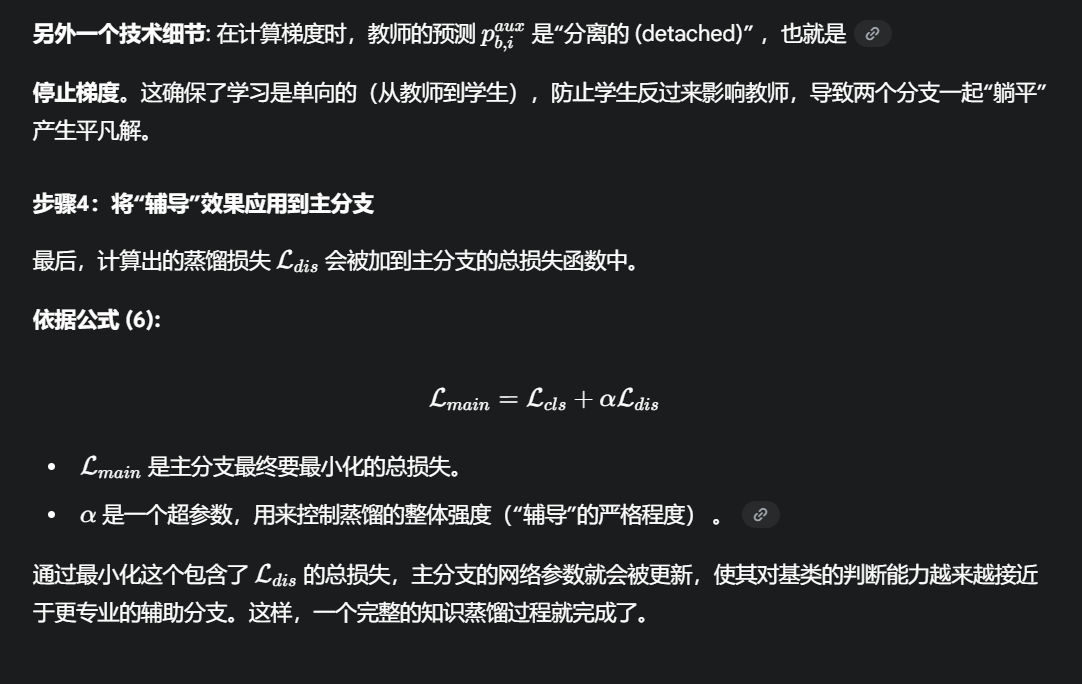 另外一个技术细节: 在计算梯度时，教师的预测 $p_{b,i}^{aux}$ 是“分离的 (detached)” ，也就是
停止梯度。这确保了学习是单向的（从教师到学生），防止学生反过来影响教师，导致两个分支一起“躺平”
产生平凡解。
步骤4：将“辅导”效果应用到主分支
最后，计算出的蒸馏损失 $\mathcal{L}_{dis}$ 会被加到主分支的总损失函数中。
依据公式 (6):
$\mathcal{L}_{main} = \mathcal{L}_{cls} + \alpha\mathcal{L}_{dis}$
• $\mathcal{L}_{main}$ 是主分支最终要最小化的总损失。
• $\alpha$ 是一个超参数，用来控制蒸馏的整体强度（“辅导”的严格程度） 。
通过最小化这个包含了 $\mathcal{L}_{dis}$ 的总损失，主分支的网络参数就会被更新，使其对基类的判断能力越来越接近
于更专业的辅助分支。这样，一个完整的知识蒸馏过程就完成了。